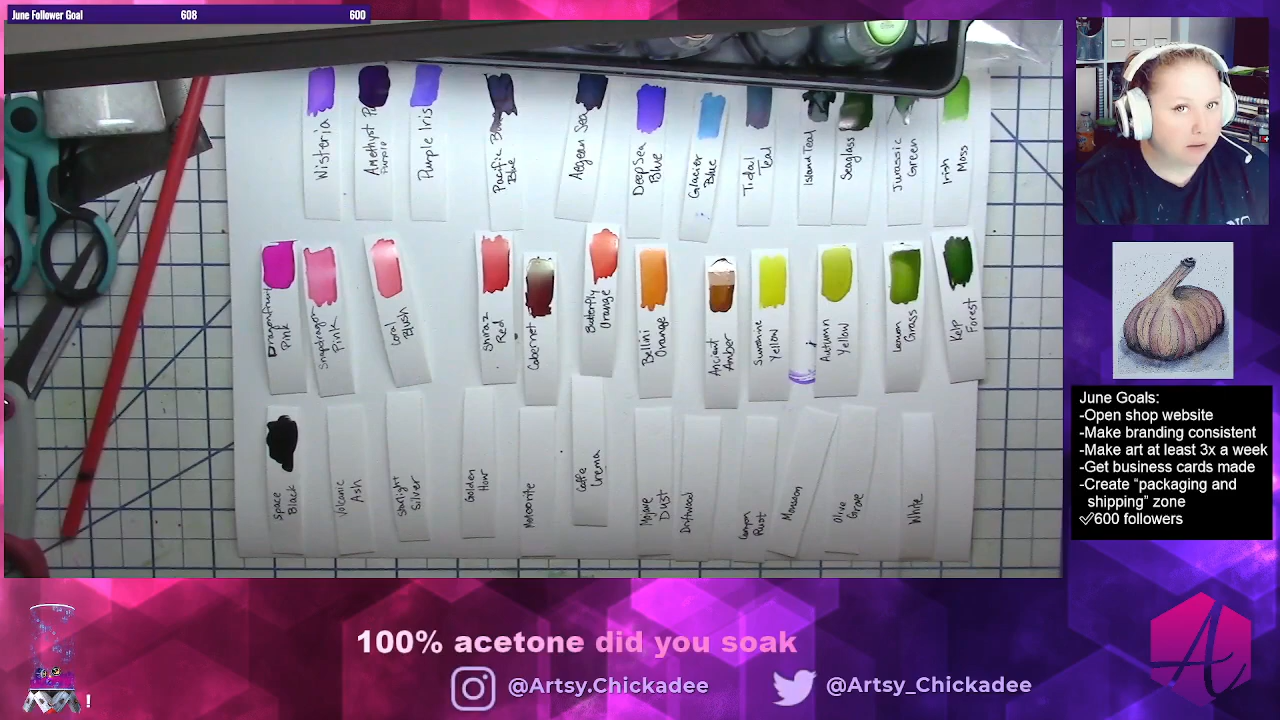 June Follower Goal 608 600
Wisteria
Amethyst
Purple
Purple Iris
Pacific
Blue
Aegean Sea
Deep Sea
Blue
Glacier
Blue
Tidal
Teal
Island Teal
Seaglass
Jurassic
Green
Irish
Moss
Dragonfruit
Pink
Snapdragon
Pink
Coral
Blush
Shiraz
Red
Cabernet
Butterfly
Orange
Bellini
Orange
Ancient
Amber
Sunshine
Yellow
Autumn
Yellow
Lemon
Grass
Kelp
Forest
Space
Black
Volcanic
Ash
Starlight
Silver
Golden
Hour
Moonlite
Caffe
Crema
Mojave
Dust
Driftwood
Canyon
Rust
Monsoon
Olive
Grove
White
June Goals:
-Open shop website
-Make branding consistent
-Make art at least 3x a week
-Get business cards made
-Create "packaging and
shipping" zone
✓600 followers
100% acetone did you soak
@Artsy.Chickadee @Artsy_Chickadee
!